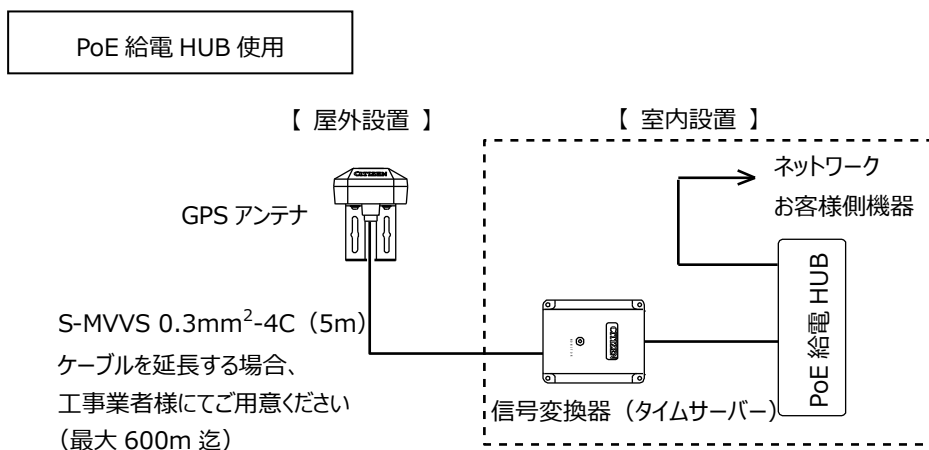 PoE 給電 HUB 使用
【 屋外設置 】
【 室内設置 】
CITIZEN
ネットワーク
お客様側機器
GPS アンテナ
PoE 給電 HUB
S-MVVS 0.3mm²-4C（5m）
ケーブルを延長する場合、
工事業者様にてご用意ください
（最大 600m 迄）
CITIZEN
信号変換器（タイムサーバー）